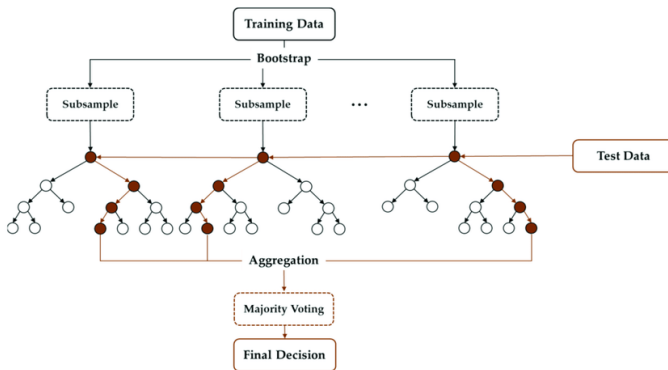 Training Data
Bootstrap
Subsample
Subsample
...
Subsample
Test Data
Aggregation
Majority Voting
Final Decision